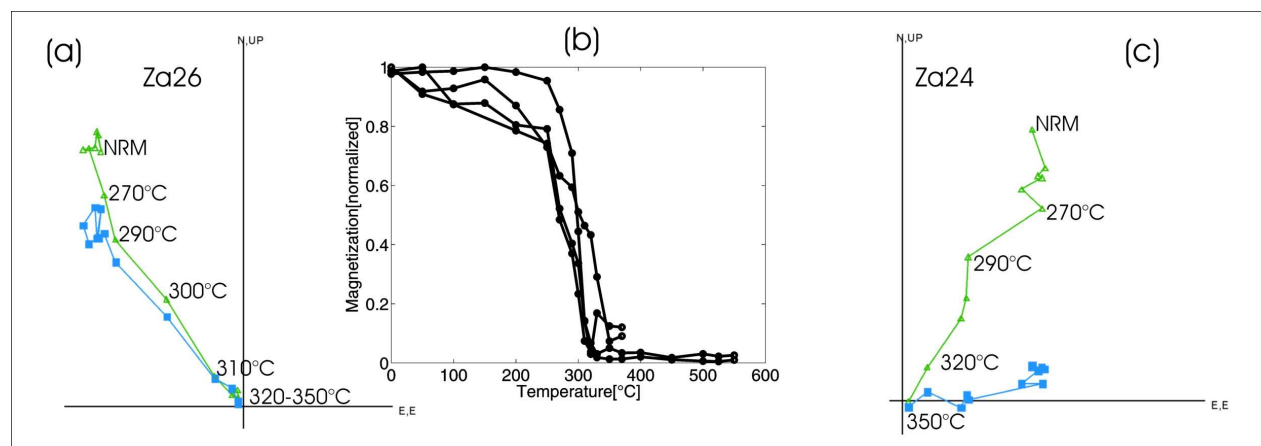 (a)
N,UP
Za26
NRM
270°C
290°C
300°C
310°C
320-350°C
E,E
(b)
Magnetization[normalized]
1
0.8
0.6
0.4
0.2
0
0 100 200 300 400 500 600
Temperature[°C]
N,UP
(c)
Za24
NRM
270°C
290°C
320°C
350°C
E,E